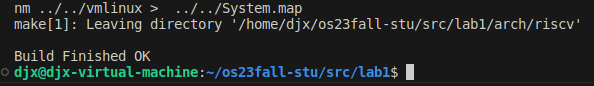 nm ../../vmlinux >  ../../System.map
make[1]: Leaving directory '/home/djx/os23fall-stu/src/lab1/arch/riscv'
Build Finished OK
djx@djx-virtual-machine:~/os23fall-stu/src/lab1$